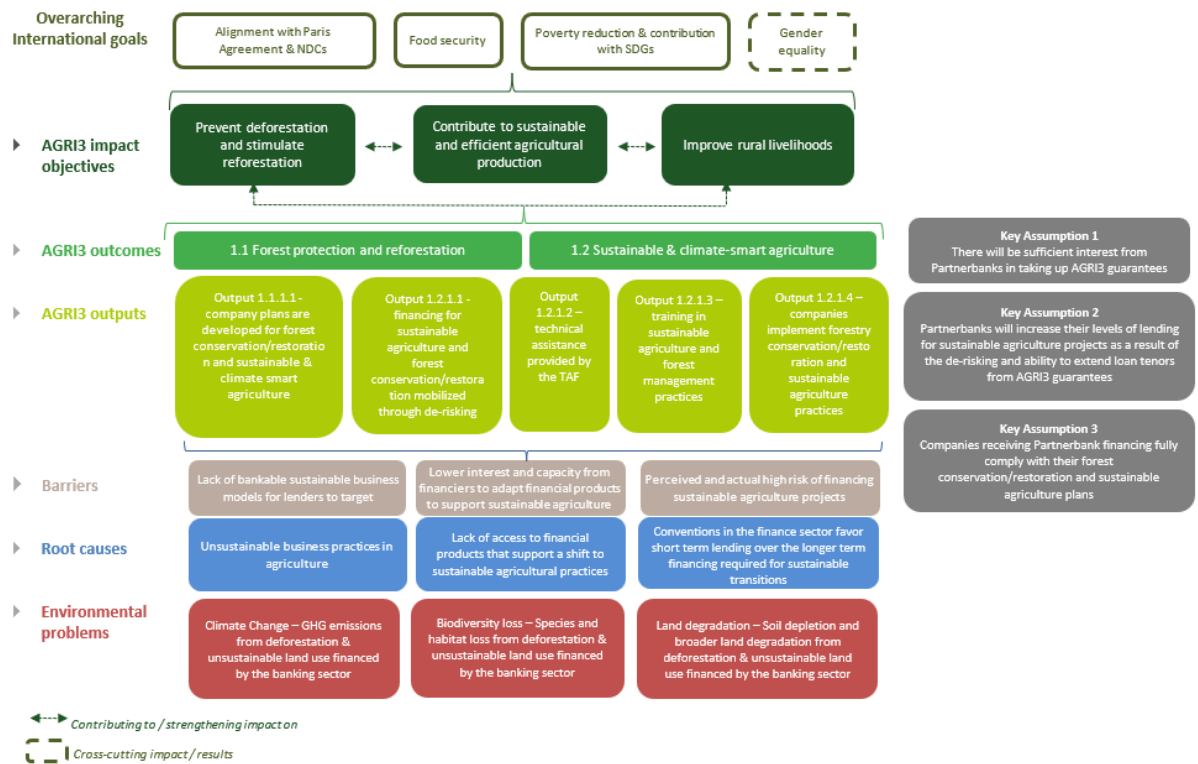 Overarching
International goals
Alignment with Paris
Agreement & NDCs
Food security
Poverty reduction & contribution
with SDGs
Gender
equality
AGRI3 impact
objectives
Prevent deforestation
and stimulate
reforestation
Contribute to sustainable
and efficient agricultural
production
Improve rural livelihoods
AGRI3 outcomes
1.1 Forest protection and reforestation
1.2 Sustainable & climate-smart agriculture
AGRI3 outputs
Output 1.1.1.1 -
company plans are
developed for forest
conservation/restoratio
n and sustainable &
climate smart
agriculture
Output 1.2.1.1 -
financing for
sustainable
agriculture and
forest
conservation/restora
tion mobilized
through de-risking
Output
1.2.1.2 –
technical
assistance
provided by
the TAF
Output 1.2.1.3 –
training in
sustainable
agriculture and
forest
management
practices
Output 1.2.1.4 –
companies
implement forestry
conservation/resto
ration and
sustainable
agriculture
practices
Key Assumption 1
There will be sufficient interest from
Partnerbanks in taking up AGRI3 guarantees
Key Assumption 2
Partnerbanks will increase their levels of lending
for sustainable agriculture projects as a result
of the de-risking and ability to extend loan tenors
from AGRI3 guarantees
Key Assumption 3
Companies receiving Partnerbank financing fully
comply with their forest
conservation/restoration and sustainable
agriculture plans
Barriers
Lack of bankable sustainable business
models for lenders to target
Lower interest and capacity from
financiers to adapt financial products
to support sustainable agriculture
Perceived and actual high risk of financing
sustainable agriculture projects
Root causes
Unsustainable business practices in
agriculture
Lack of access to financial
products that support a shift to
sustainable agricultural practices
Conventions in the finance sector favor
short term lending over the longer term
financing required for sustainable
transitions
Environmental
problems
Climate Change – GHG emissions
from deforestation &
unsustainable land use financed
by the banking sector
Biodiversity loss – Species and
habitat loss from deforestation &
unsustainable land use financed
by the banking sector
Land degradation – Soil depletion and
broader land degradation from
deforestation & unsustainable land
use financed by the banking sector
Contributing to / strengthening impact on
Cross-cutting impact / results